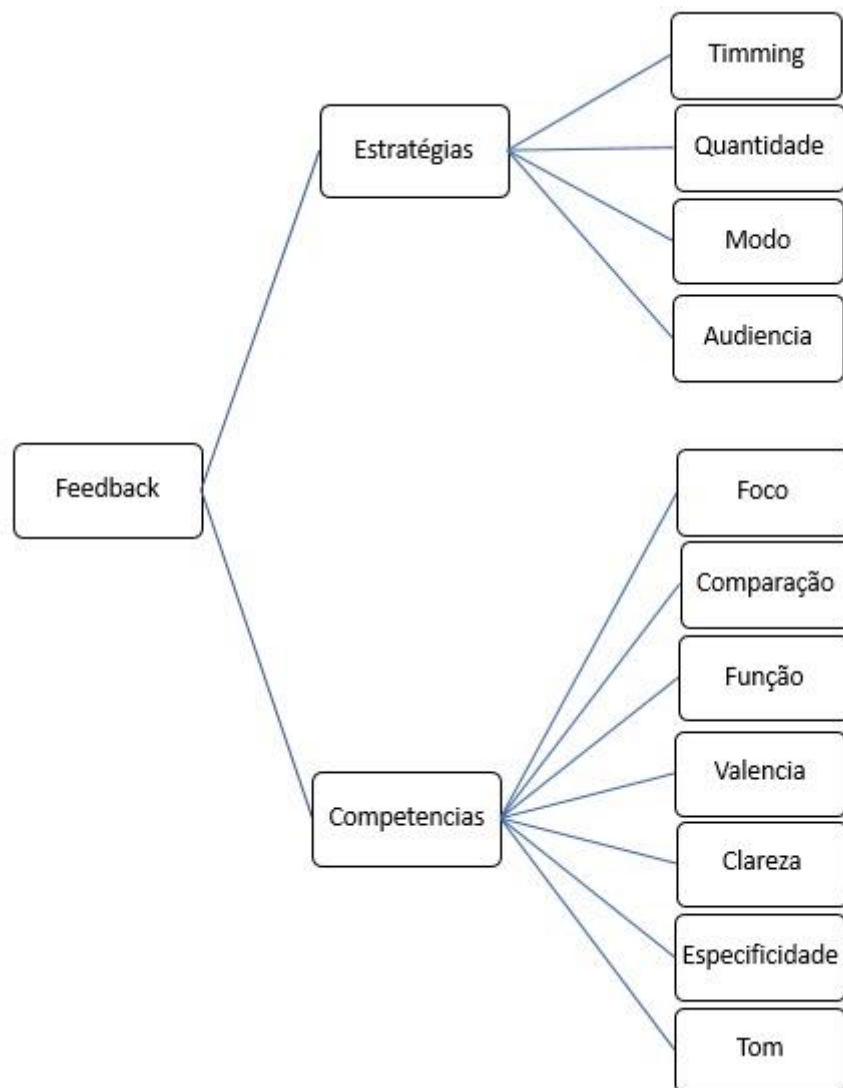 Feedback
Estratégias
Timming
Quantidade
Modo
Audiencia
Competencias
Foco
Comparação
Função
Valencia
Clareza
Especificidade
Tom